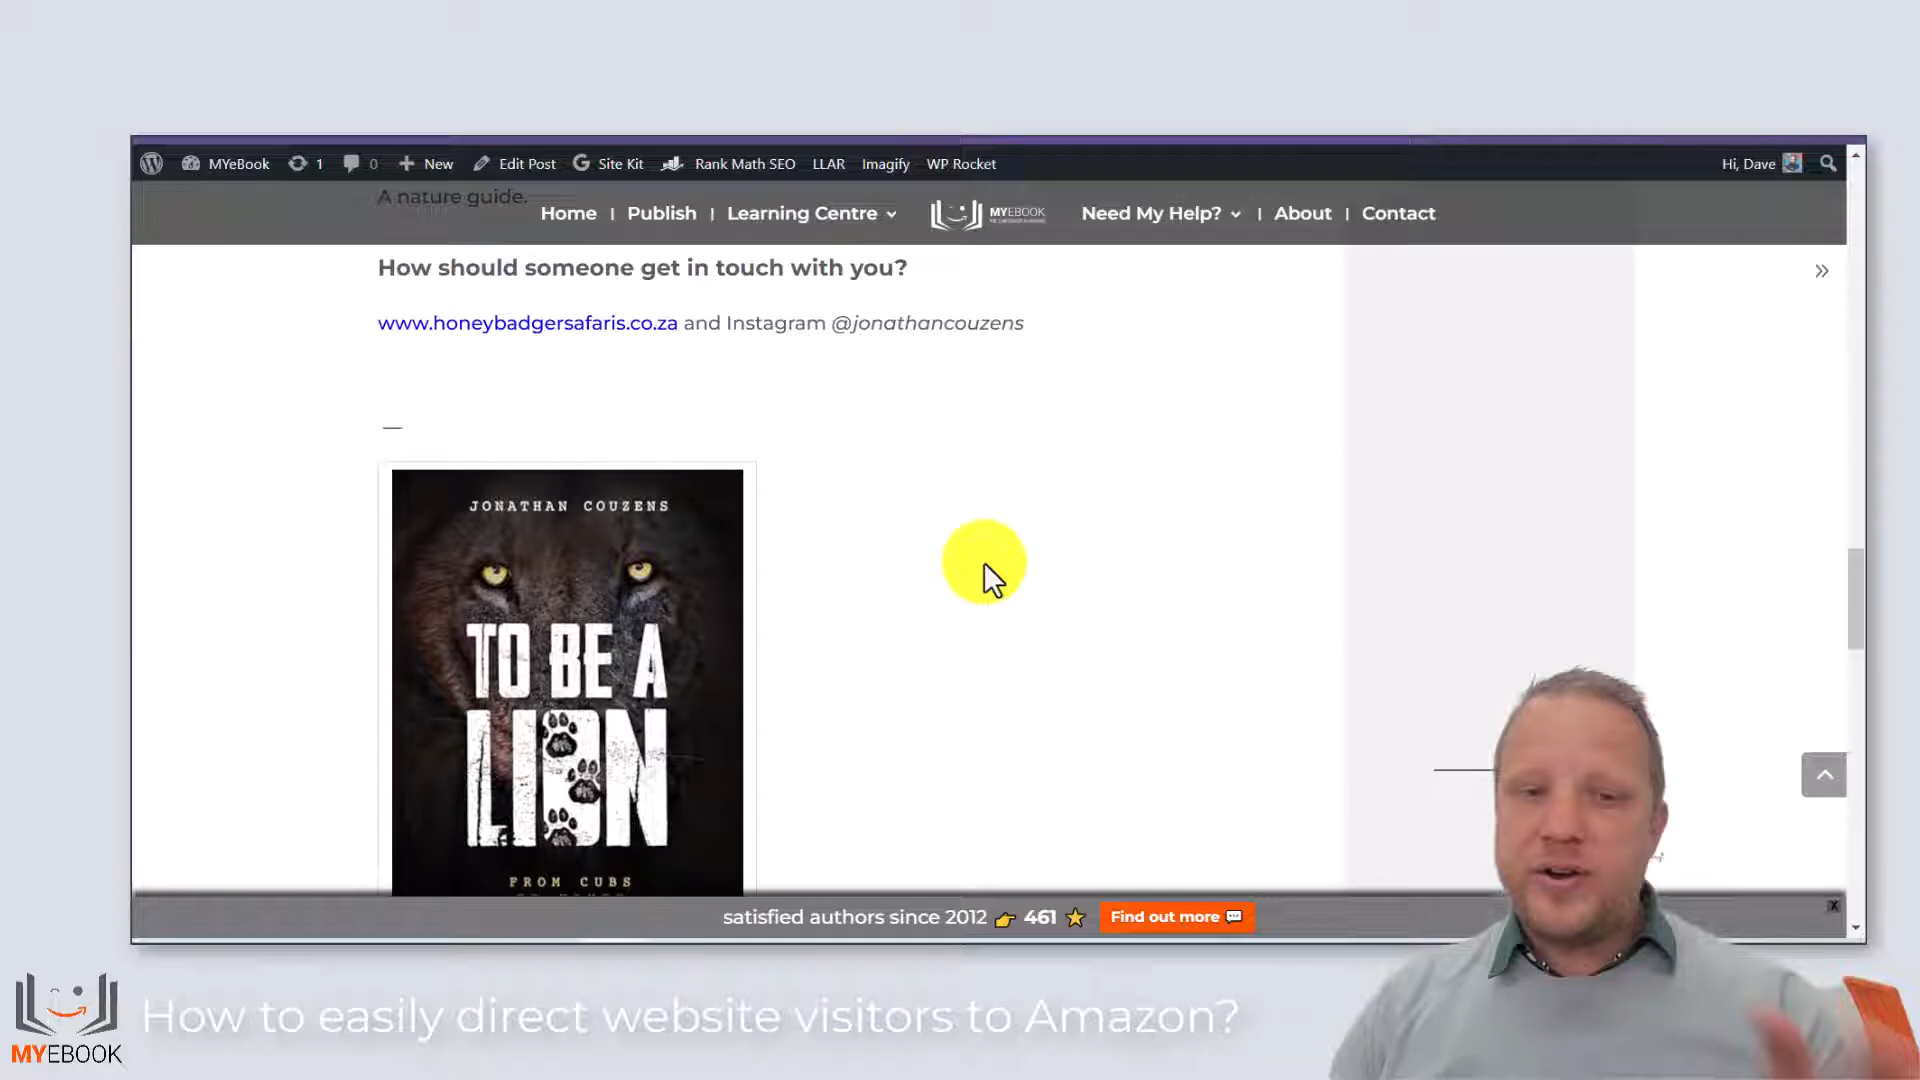 MYeBook 1 0 New Edit Post Site Kit Rank Math SEO LLAR Imagify WP Rocket Hi, Dave
A nature guide.
Home | Publish | Learning Centre MYEBOOK Need My Help? | About | Contact
How should someone get in touch with you?
www.honeybadgersafaris.co.za and Instagram @jonathancouzens
—
JONATHAN COUZENS
TO BE A
LION
FROM CUBS
satisfied authors since 2012 👉 461 ⭐ Find out more 💬
X
How to easily direct website visitors to Amazon?
MYEBOOK